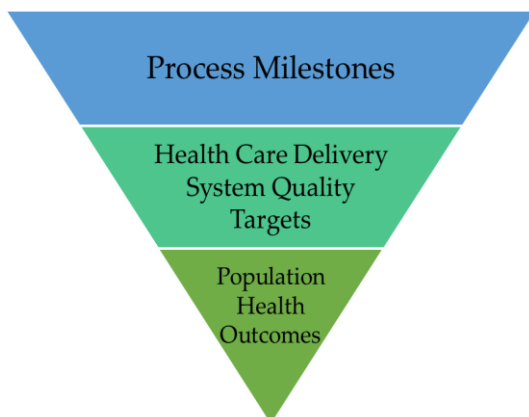 Process Milestones
Health Care Delivery
System Quality
Targets
Population
Health
Outcomes